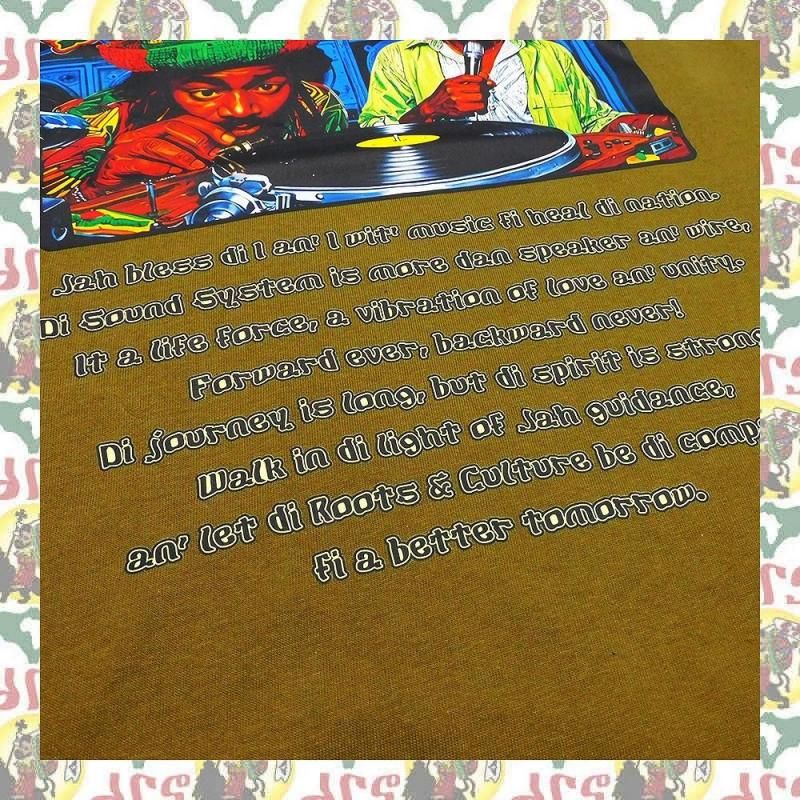 Jah bless di I an' I wit' music fi heal di nation.
Di Sound System is more dan speaker an' wire,
It a life force, a vibration of love an' unity.
Forward ever, backward never!
Di journey is long, but di spirit is strong
Walk in di light of Jah guidance,
an' let di Roots & Culture be di comp
fi a better tomorrow.